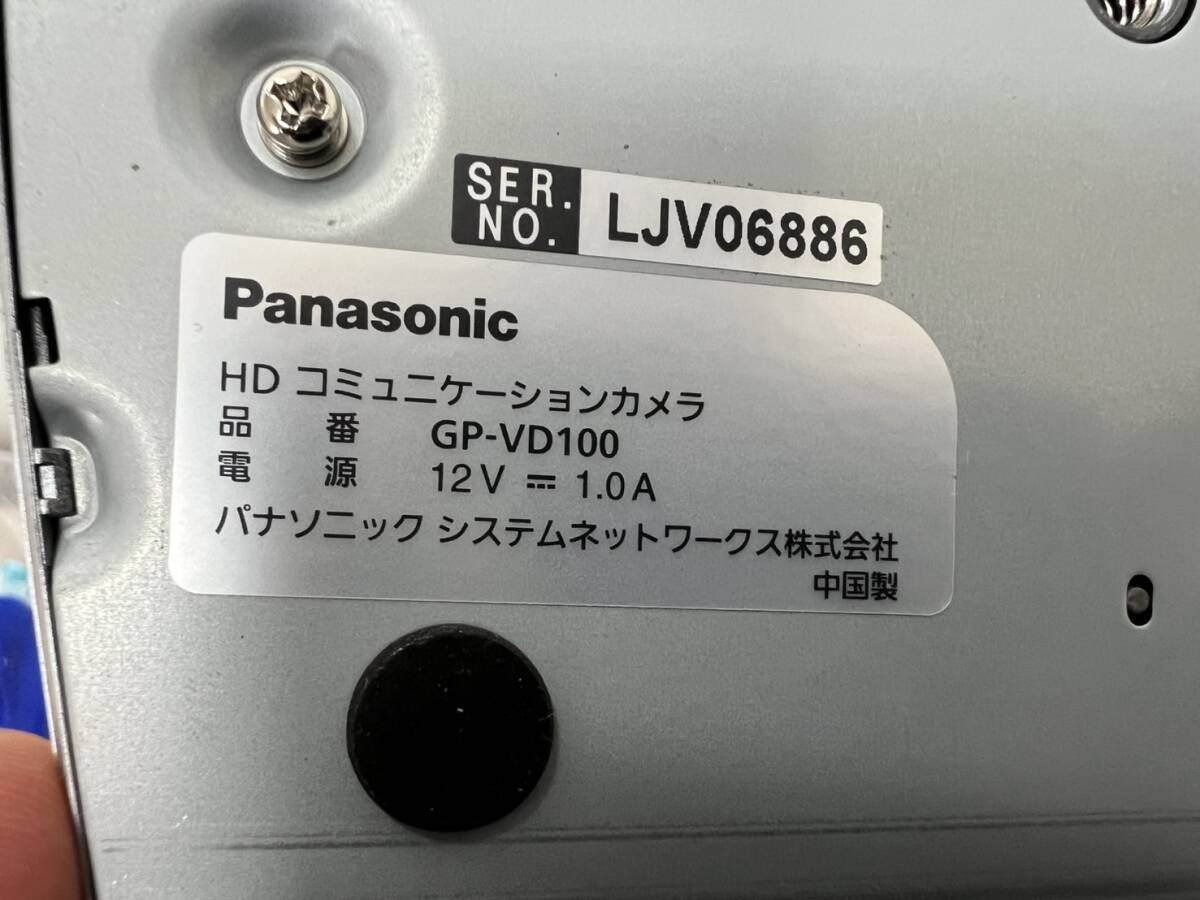 SER.
NO.
LJV06886
Panasonic
HD コミュニケーションカメラ
品 番 GP-VD100
電 源 12V ⎓ 1.0A
パナソニック システムネットワークス株式会社
中国製